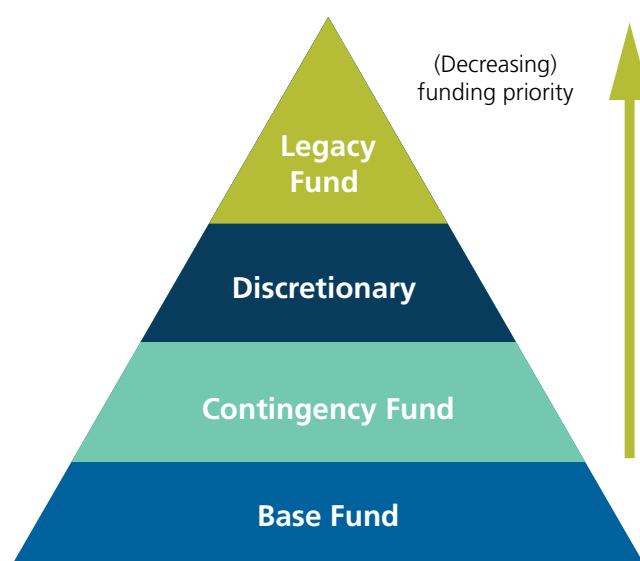 (Decreasing)
funding priority
Legacy
Fund
Discretionary
Contingency Fund
Base Fund